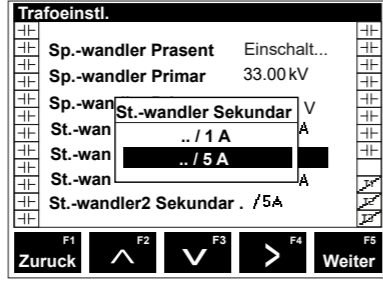 Trafoeinstl.
Sp.-wandler Prasent Einschalt...
Sp.-wandler Primar 33.00 kV
Sp.-wan V
St.-wandler Sekundar
St.-wan A
.. / 1 A
St.-wan
.. / 5 A
St.-wan A
St.-wandler2 Sekundar . /5A
F1 F2 F3 F4 F5
Zuruck Weiter